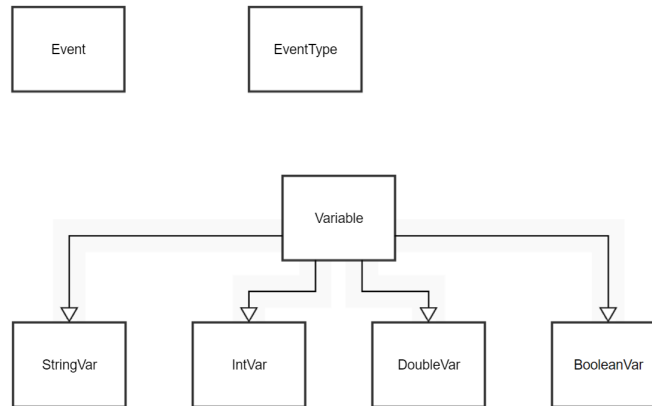 Event
EventType
Variable
StringVar
IntVar
DoubleVar
BooleanVar